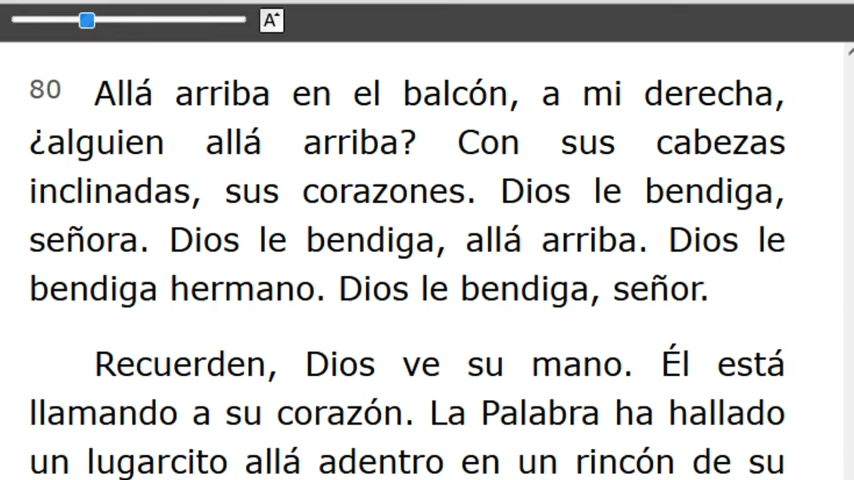 A
80 Allá arriba en el balcón, a mi derecha,
¿alguien allá arriba? Con sus cabezas
inclinadas, sus corazones. Dios le bendiga,
señora. Dios le bendiga, allá arriba. Dios le
bendiga hermano. Dios le bendiga, señor.
Recuerden, Dios ve su mano. Él está
llamando a su corazón. La Palabra ha hallado
un lugarcito allá adentro en un rincón de su